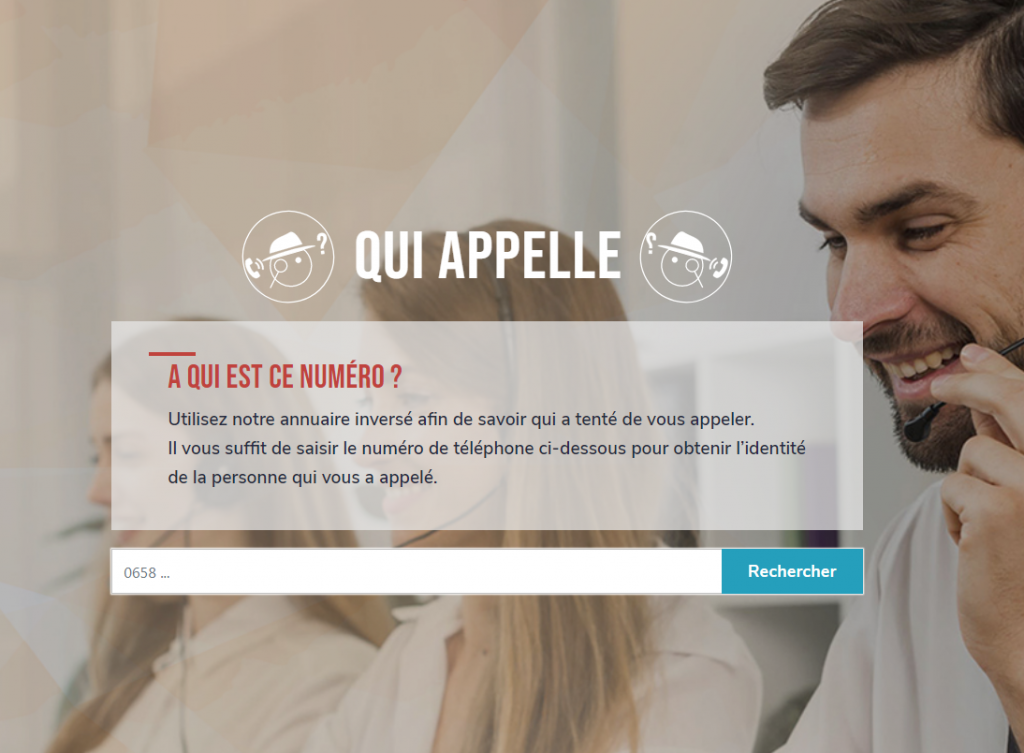 QUI APPELLE
A QUI EST CE NUMÉRO ?
Utilisez notre annuaire inversé afin de savoir qui a tenté de vous appeler.
Il vous suffit de saisir le numéro de téléphone ci-dessous pour obtenir l'identité
de la personne qui vous a appelé.
0658 ...
Rechercher